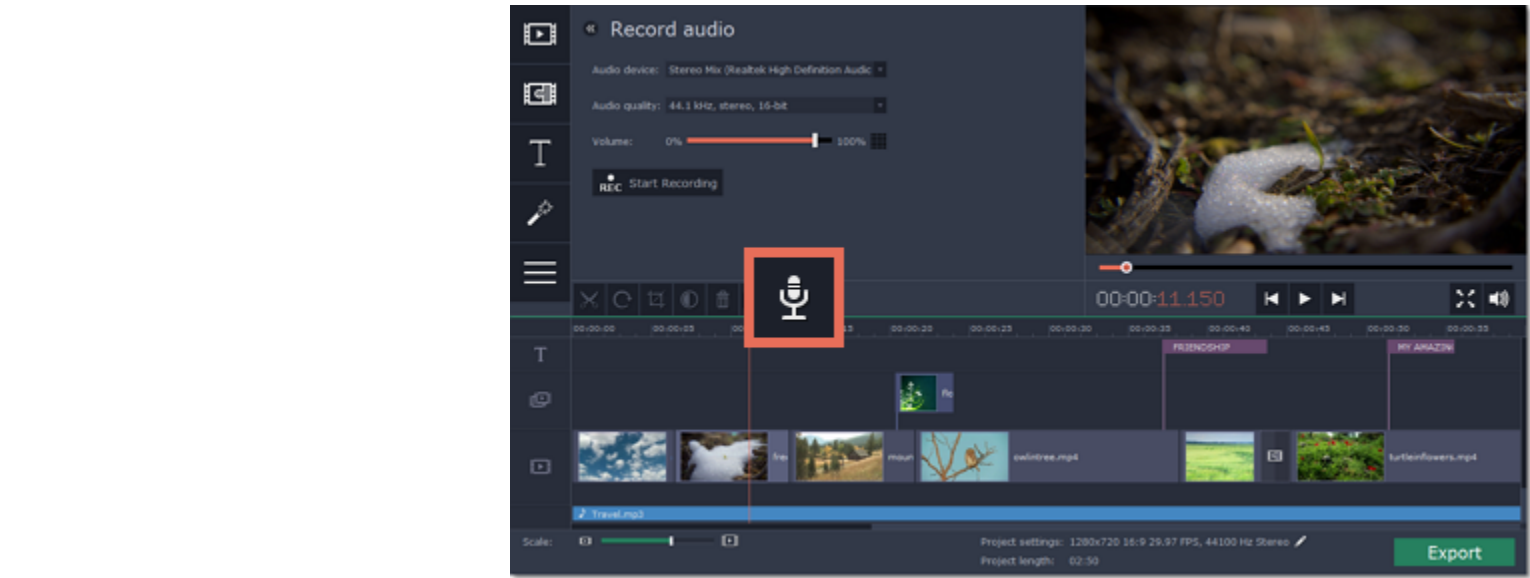 Record audio
Audio device: Stereo Mix (Realtek High Definition Audic
Audio quality: 44.1 kHz, stereo, 16-bit
Volume: 0% 100%
REC Start Recording
T
00:00:11.150
00:00:00 00:00:05 00:00:20 00:00:25 00:00:30 00:00:35 00:00:40 00:00:45 00:00:50 00:00:55
T FRIENDSHIP MY AMAZIN
flo
moun owlintree.mp4 turtleinflowers.mp4
Travel.mp3
Scale:
Project settings: 1280x720 16:9 29.97 FPS, 44100 Hz Stereo
Project length: 02:50
Export